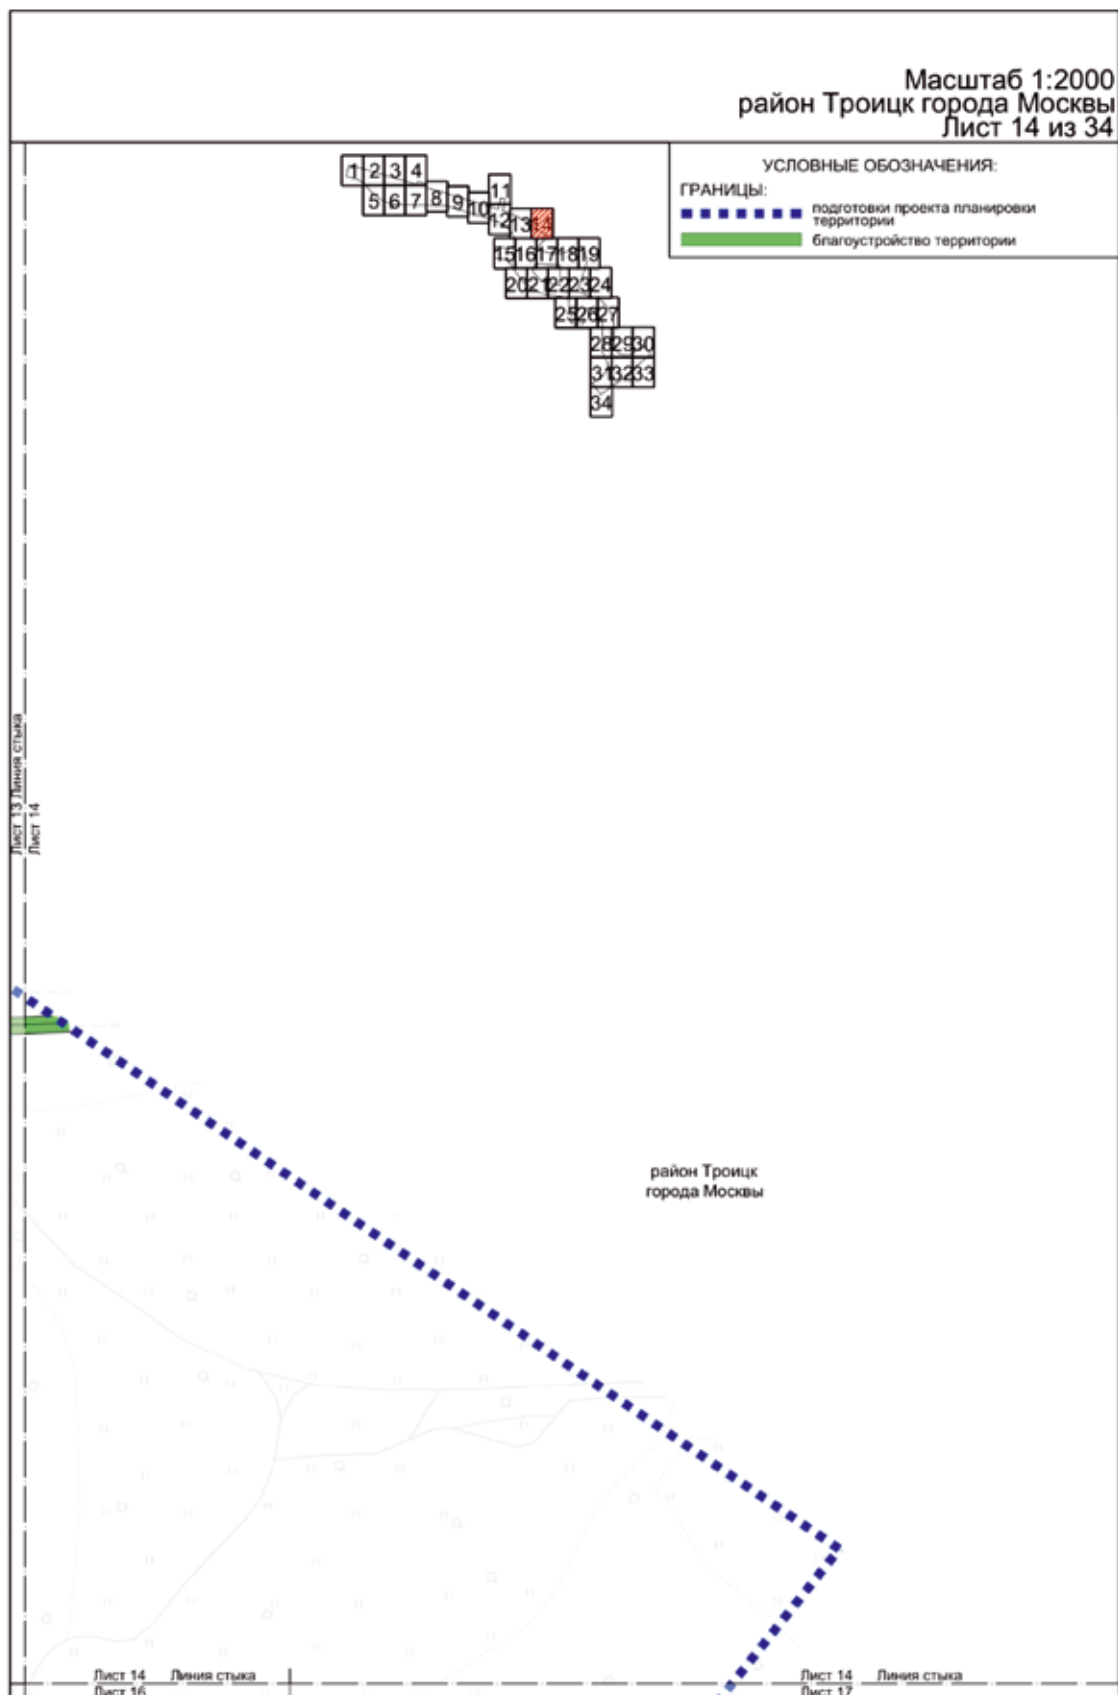 Масштаб 1:2000
район Троицк города Москвы
Лист 14 из 34
УСЛОВНЫЕ ОБОЗНАЧЕНИЯ:
ГРАНИЦЫ:
подготовки проекта планировки
территории
благоустройство территории
1 2 3 4
5 6 7 8 9 10 11
12 13 14
15 16 17 18 19
20 21 22 23 24
25 26 27
28 29 30
31 32 33
34
Лист 13 Линия стыка
Лист 14
район Троицк
города Москвы
Лист 14 Линия стыка
Лист 16
Лист 14 Линия стыка
Лист 17